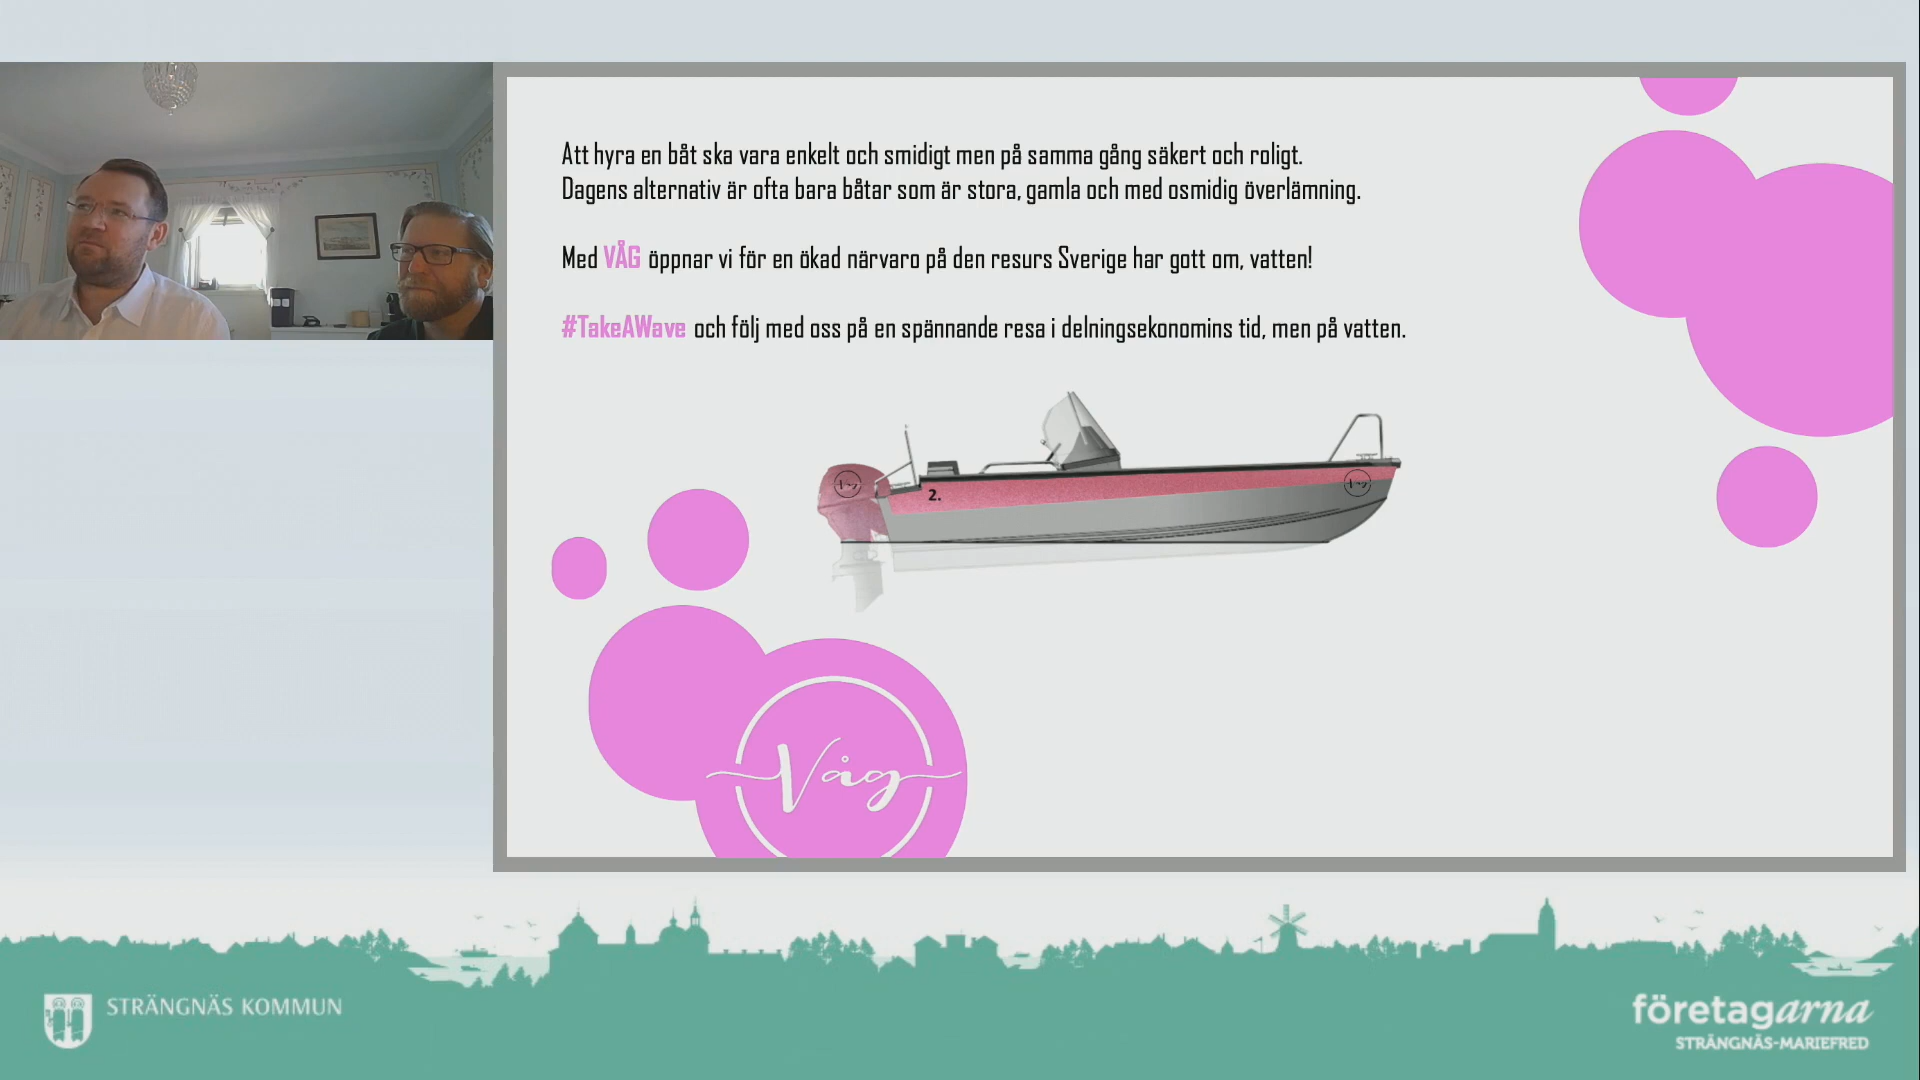 Att hyra en båt ska vara enkelt och smidigt men på samma gång säkert och roligt.
Dagens alternativ är ofta bara båtar som är stora, gamla och med osmidig överlämning.
Med VÅG öppnar vi för en ökad närvaro på den resurs Sverige har gott om, vatten!
#TakeAWave och följ med oss på en spännande resa i delningsekonomins tid, men på vatten.
Våg
Våg
2.
Våg
STRÄNGNÄS KOMMUN
företagarna
STRÄNGNÄS-MARIEFRED